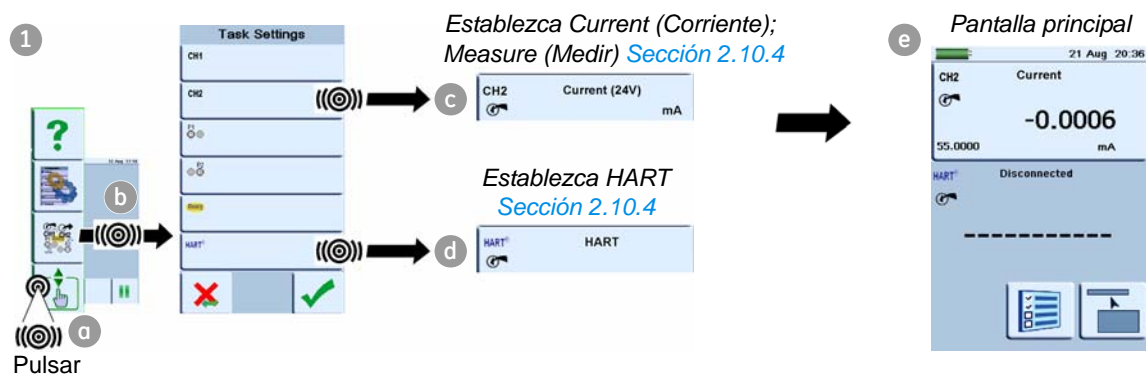 1
Task Settings
CH1
CH2
P1
P2
HART®
?
b
a
Pulsar
Establezca Current (Corriente);
Measure (Medir) Sección 2.10.4
c
CH2 Current (24V)
mA
Establezca HART
Sección 2.10.4
d
HART® HART
e
Pantalla principal
21 Aug 20:36
CH2 Current
-0.0006
55.0000 mA
HART® Disconnected
-----------